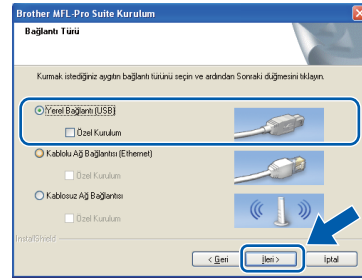 Brother MFL-Pro Suite Kurulum
Bağlantı Türü
Kurmak istediğiniz aygıtın bağlantı türünü seçin ve ardından Sonraki düğmesini tıklayın.
Yerel Bağlantı (USB)
Özel Kurulum
Kablolu Ağ Bağlantısı (Ethernet)
Özel Kurulum
Kablosuz Ağ Bağlantısı
Özel Kurulum
InstallShield
< Geri İleri > İptal